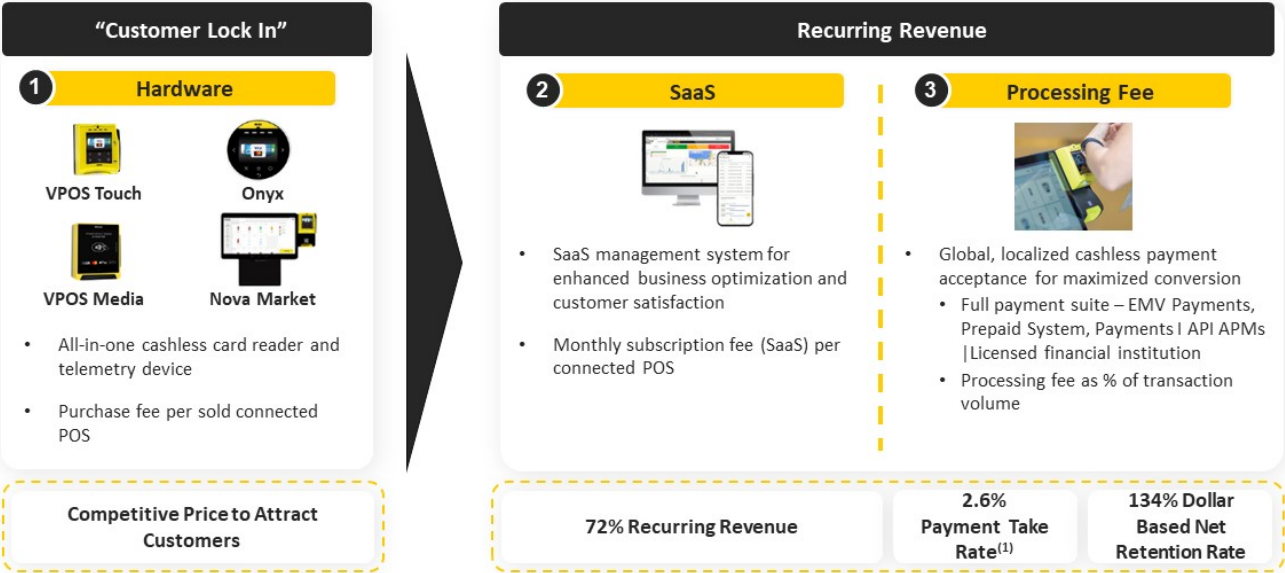 “Customer Lock In”
1
Hardware
VPOS Touch
Onyx
VPOS Media
Nova Market
• All-in-one cashless card reader and
telemetry device
• Purchase fee per sold connected
POS
Competitive Price to Attract
Customers
Recurring Revenue
2
SaaS
• SaaS management system for
enhanced business optimization and
customer satisfaction
• Monthly subscription fee (SaaS) per
connected POS
3
Processing Fee
• Global, localized cashless payment
acceptance for maximized conversion
• Full payment suite – EMV Payments,
Prepaid System, Payments I API APMs
|Licensed financial institution
• Processing fee as % of transaction
volume
72% Recurring Revenue
2.6%
Payment Take
Rate(1)
134% Dollar
Based Net
Retention Rate